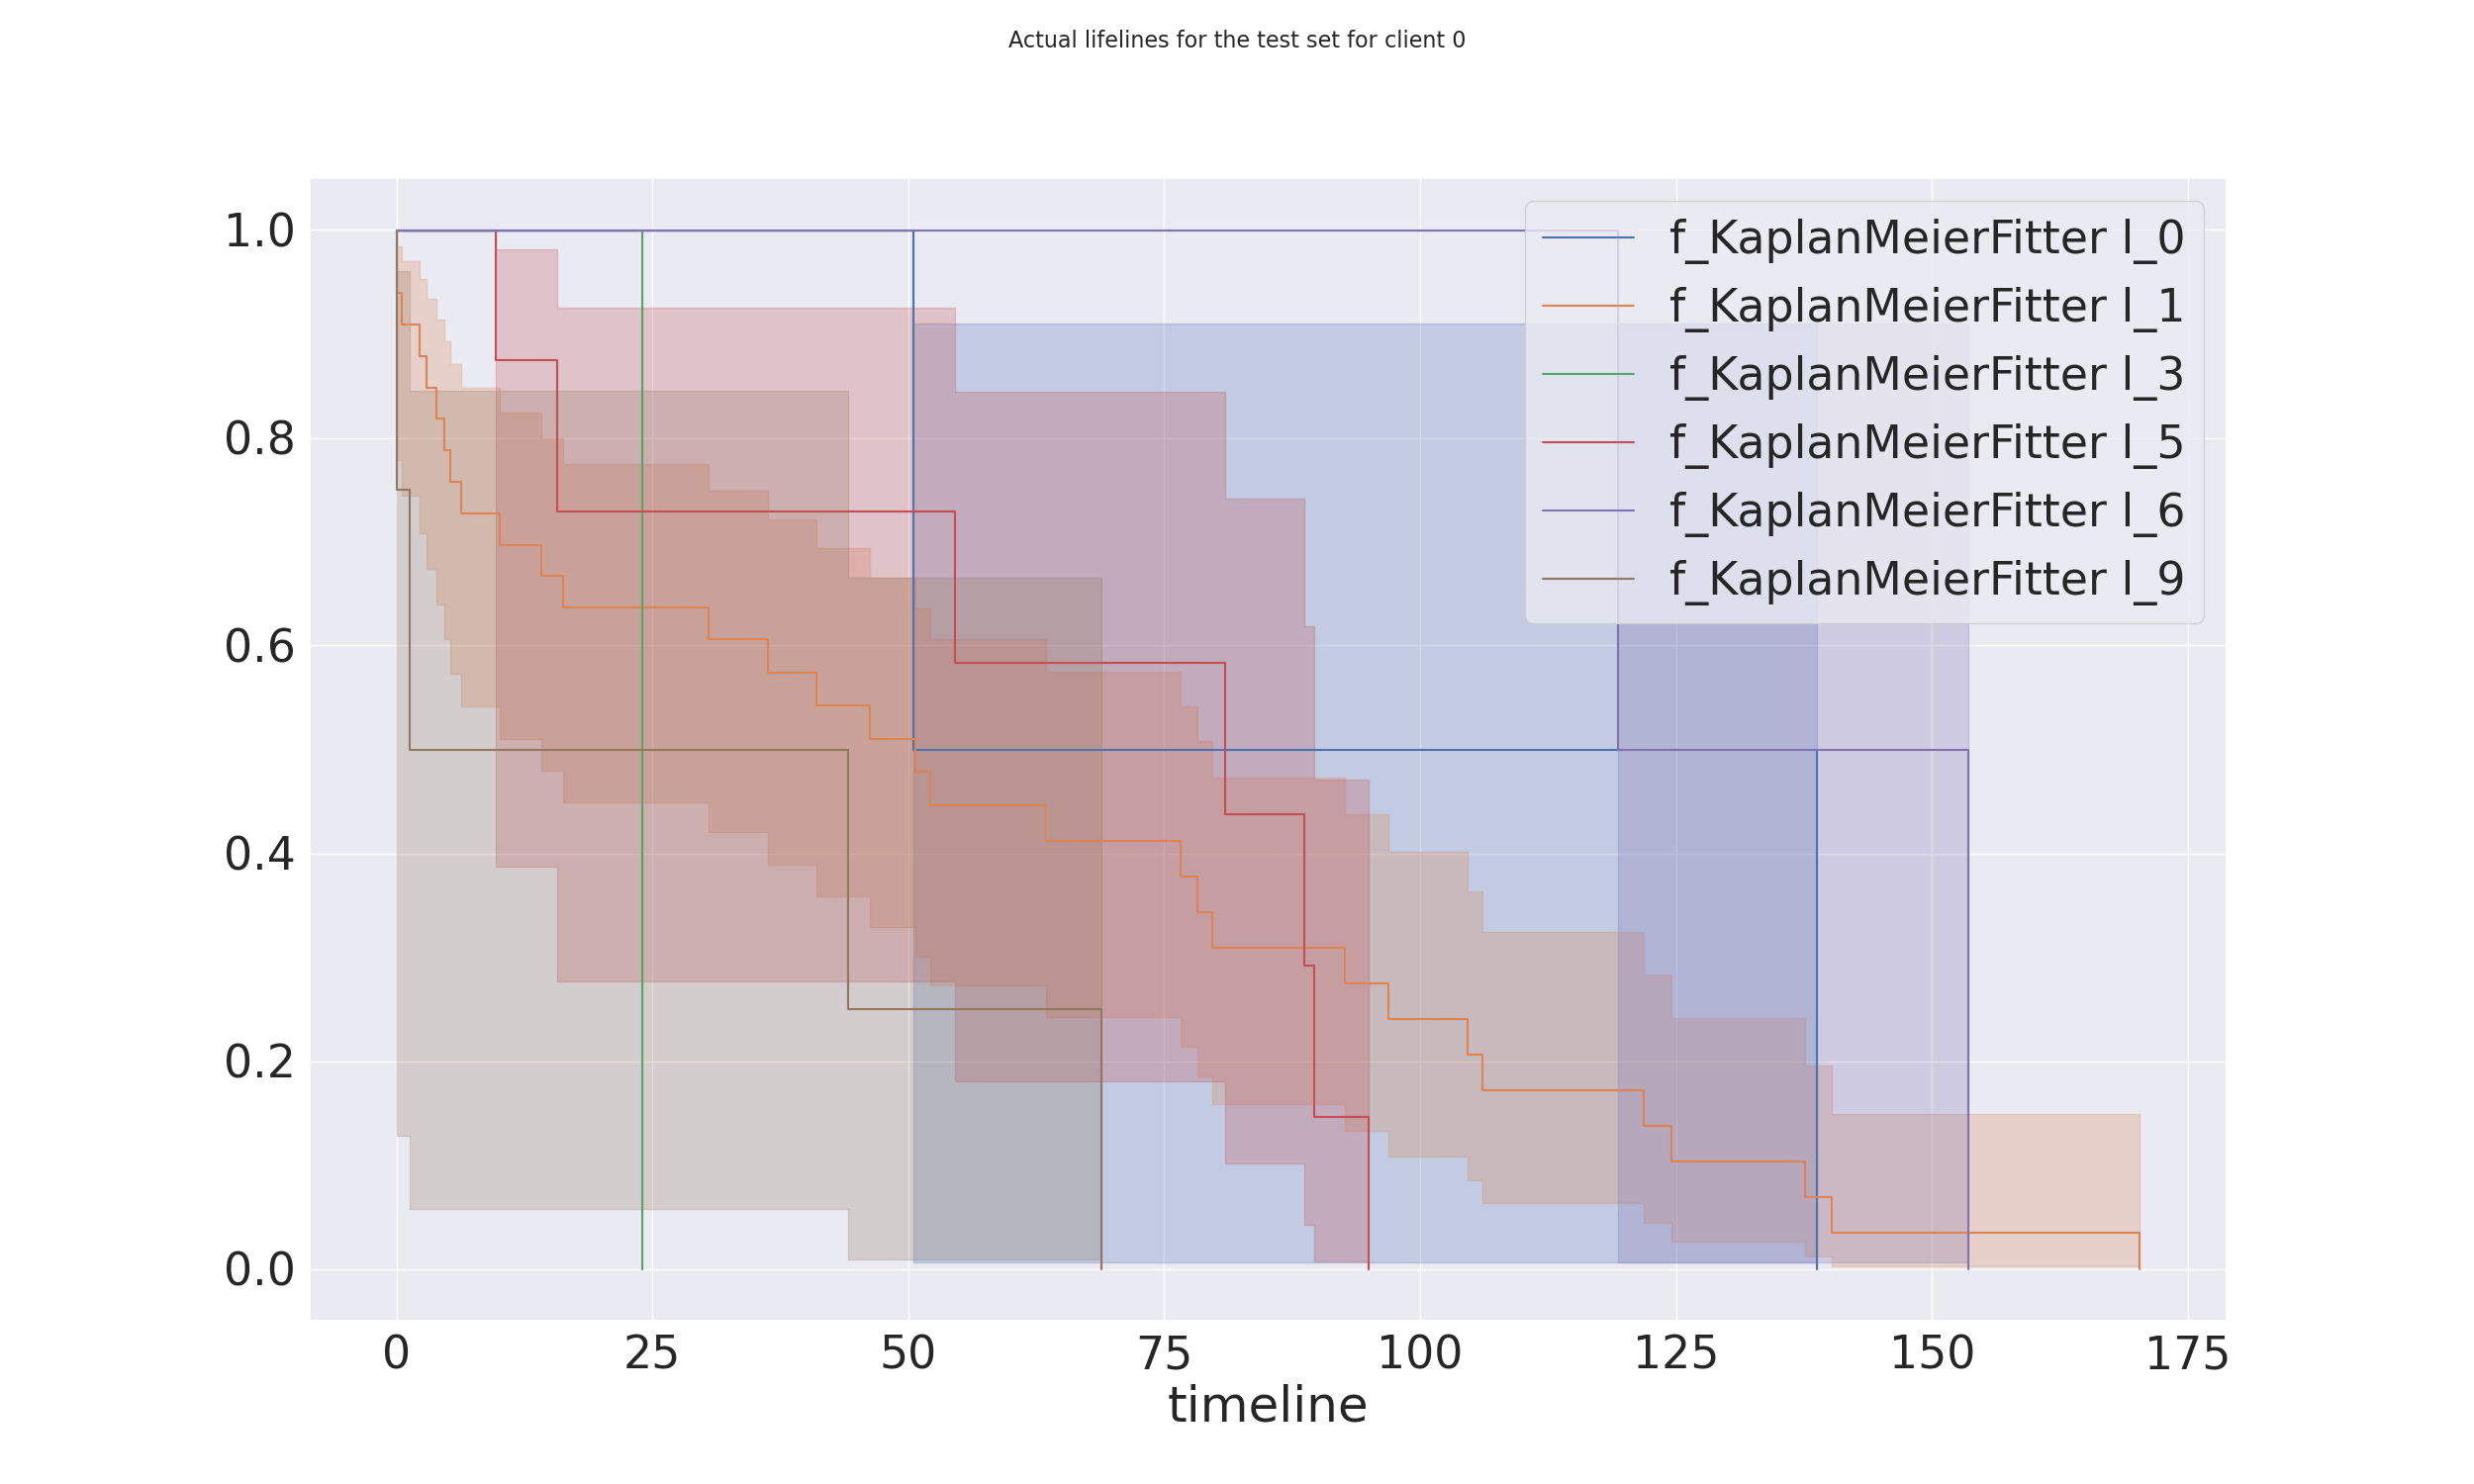 Actual lifelines for the test set for client 0
1.0
0.8
0.6
0.4
0.2
0.0
f_KaplanMeierFitter l_0
f_KaplanMeierFitter l_1
f_KaplanMeierFitter l_3
f_KaplanMeierFitter l_5
f_KaplanMeierFitter l_6
f_KaplanMeierFitter l_9
0 25 50 75 100 125 150 175
timeline